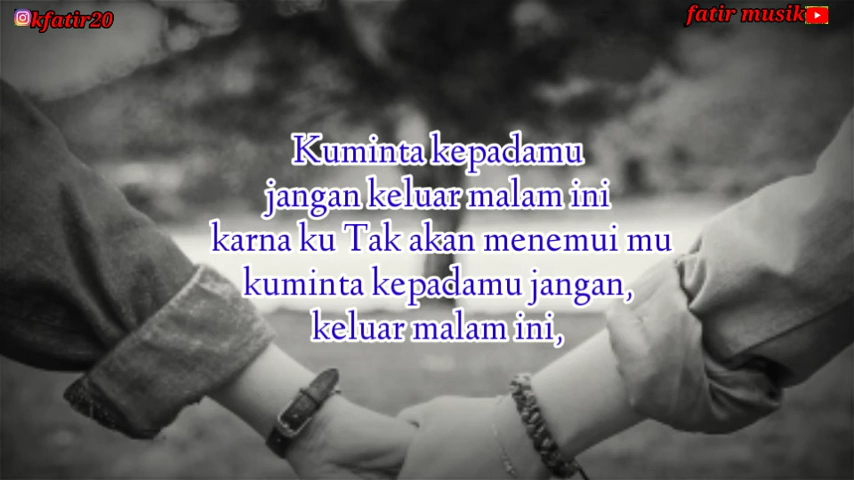 kfatir20
fatir musik
Kuminta kepadamu
jangan keluar malam ini
karna ku Tak akan menemui mu
kuminta kepadamu jangan,
keluar malam ini,